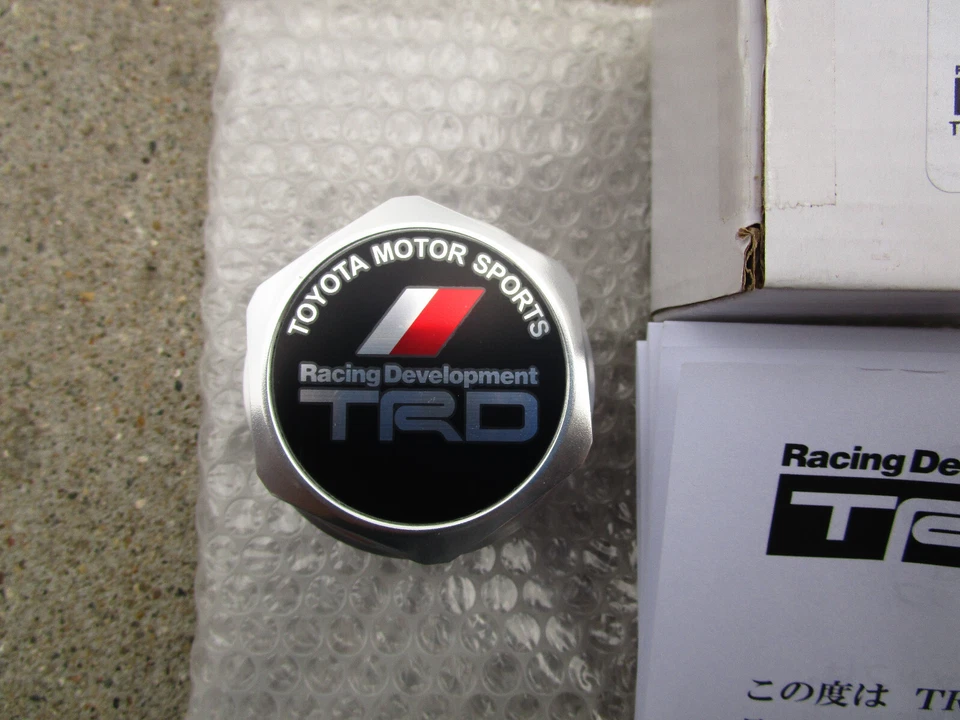 TOYOTA MOTOR SPORTS
Racing Development
TRD
Racing De
この度は TR